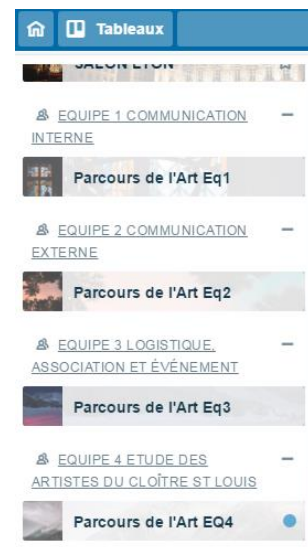 Tableaux
SALON LYON
EQUIPE 1 COMMUNICATION
INTERNE
Parcours de l'Art Eq1
EQUIPE 2 COMMUNICATION
EXTERNE
Parcours de l'Art Eq2
EQUIPE 3 LOGISTIQUE,
ASSOCIATION ET ÉVÉNEMENT
Parcours de l'Art Eq3
EQUIPE 4 ETUDE DES
ARTISTES DU CLOÎTRE ST LOUIS
Parcours de l'Art EQ4